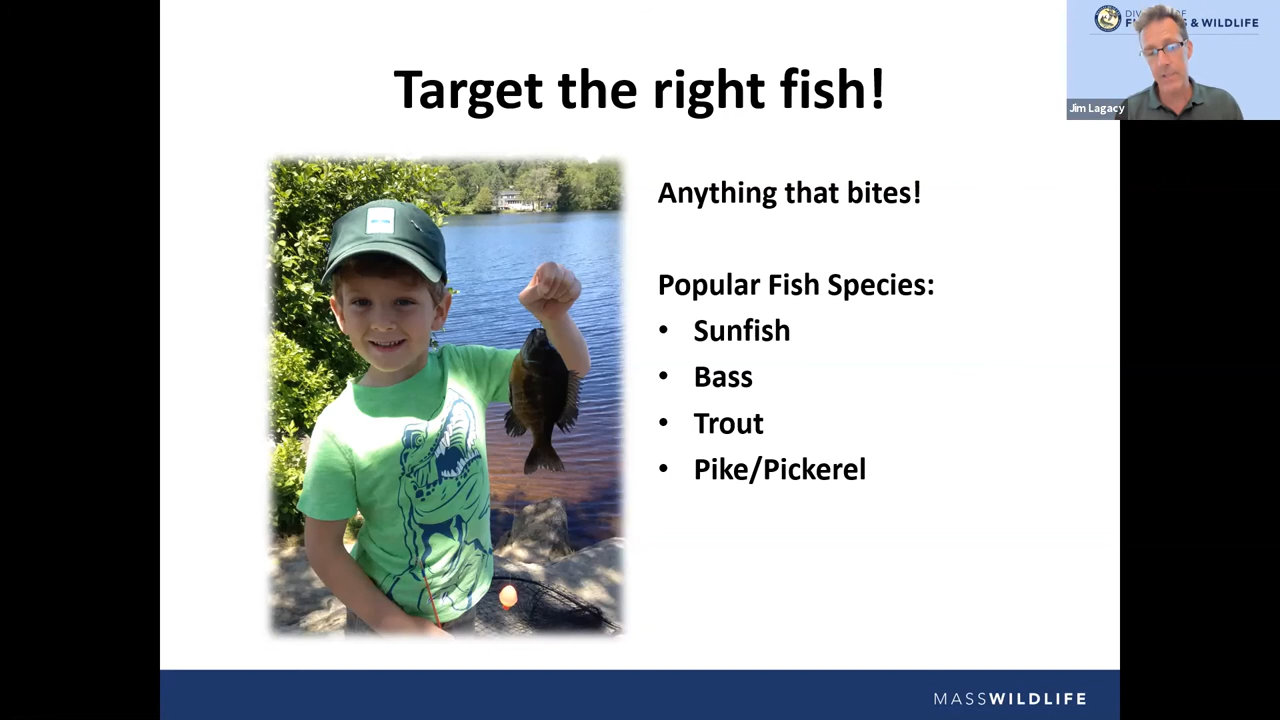 Target the right fish!
Anything that bites!
Popular Fish Species:
• Sunfish
• Bass
• Trout
• Pike/Pickerel
& WILDLIFE
Jim Lagacy
MASSWILDLIFE